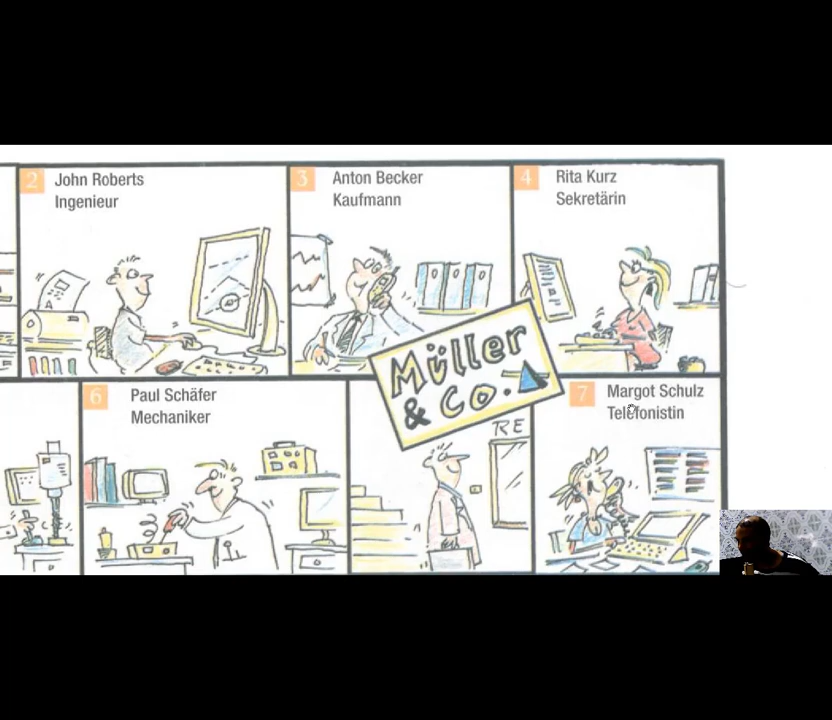 2
John Roberts
Ingenieur
3
Anton Becker
Kaufmann
4
Rita Kurz
Sekretärin
Müller
& Co.
6
Paul Schäfer
Mechaniker
RE
7
Margot Schulz
Telefonistin